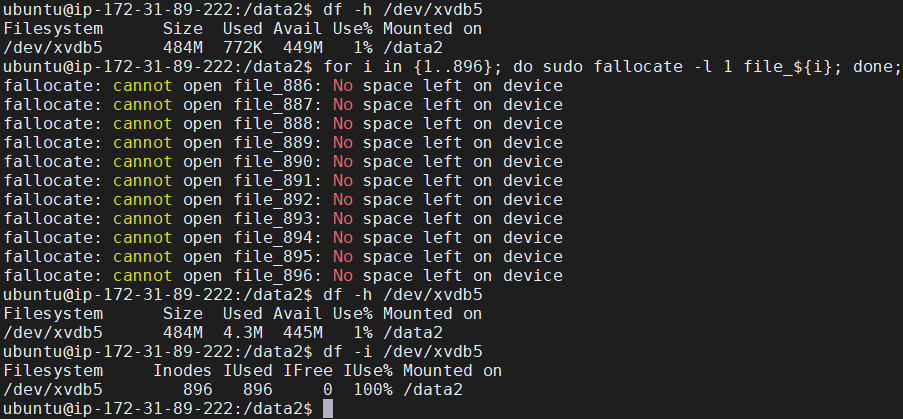 ubuntu@ip-172-31-89-222:/data2$ df -h /dev/xvdb5
Filesystem      Size  Used Avail Use% Mounted on
/dev/xvdb5      484M  772K  449M   1% /data2
ubuntu@ip-172-31-89-222:/data2$ for i in {1..896}; do sudo fallocate -l 1 file_${i}; done;
fallocate: cannot open file_886: No space left on device
fallocate: cannot open file_887: No space left on device
fallocate: cannot open file_888: No space left on device
fallocate: cannot open file_889: No space left on device
fallocate: cannot open file_890: No space left on device
fallocate: cannot open file_891: No space left on device
fallocate: cannot open file_892: No space left on device
fallocate: cannot open file_893: No space left on device
fallocate: cannot open file_894: No space left on device
fallocate: cannot open file_895: No space left on device
fallocate: cannot open file_896: No space left on device
ubuntu@ip-172-31-89-222:/data2$ df -h /dev/xvdb5
Filesystem      Size  Used Avail Use% Mounted on
/dev/xvdb5      484M  4.3M  445M   1% /data2
ubuntu@ip-172-31-89-222:/data2$ df -i /dev/xvdb5
Filesystem     Inodes IUsed IFree IUse% Mounted on
/dev/xvdb5        896   896     0  100% /data2
ubuntu@ip-172-31-89-222:/data2$